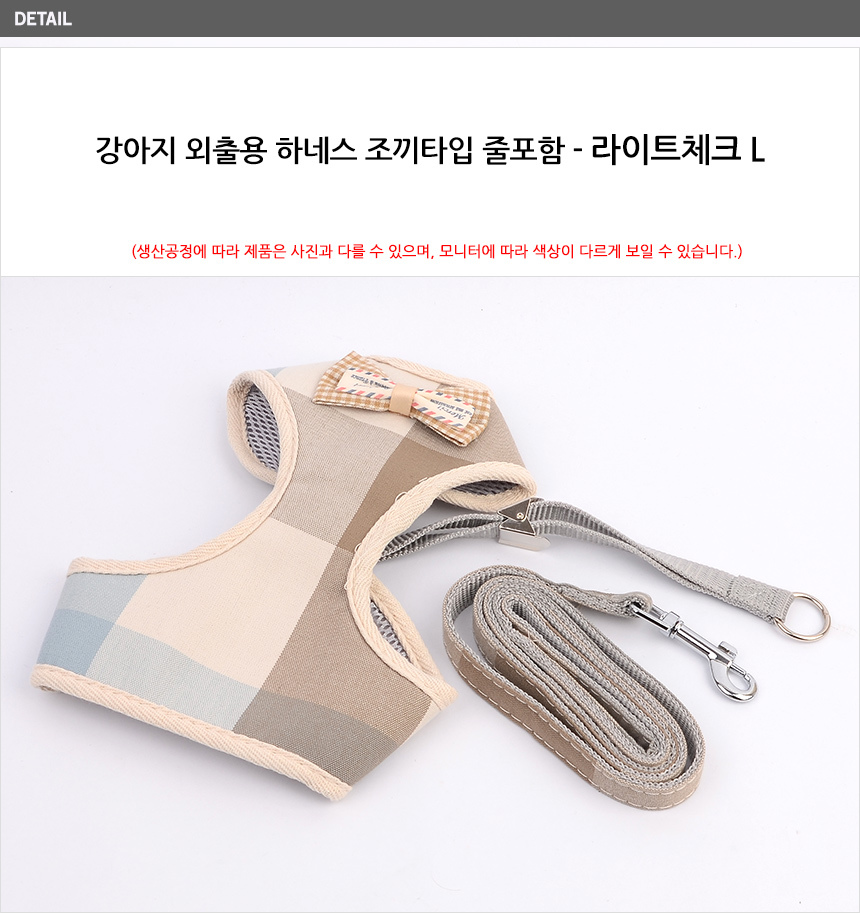 DETAIL
강아지 외출용 하네스 조끼타입 줄포함 - 라이트체크 L
(생산공정에 따라 제품은 사진과 다를 수 있으며, 모니터에 따라 색상이 다르게 보일 수 있습니다.)